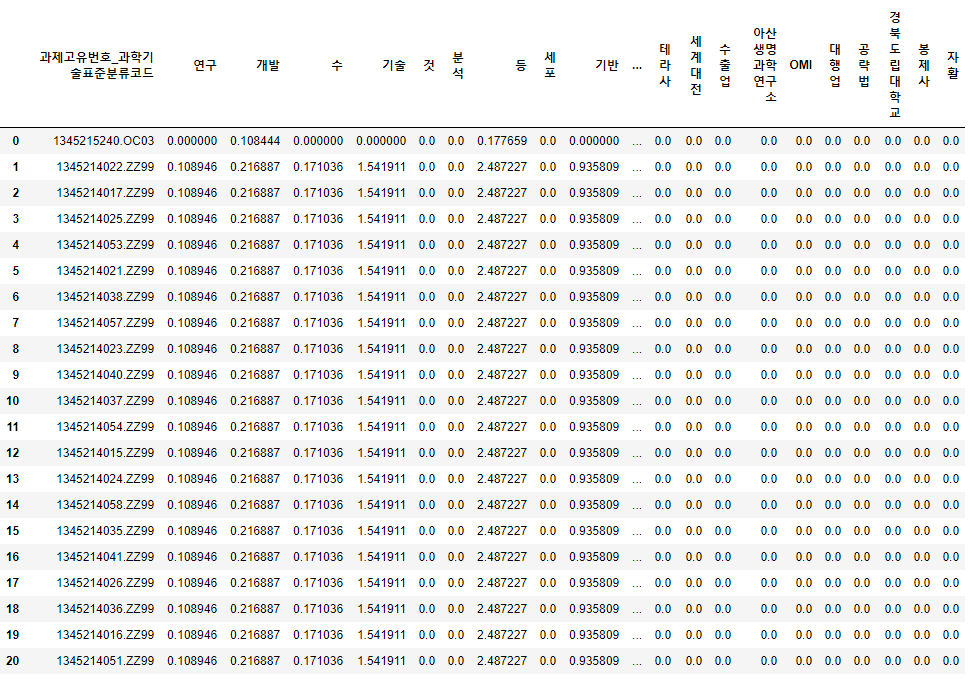 과제고유번호_과학기술표준분류코드 연구 개발 수 기술 것 분석 등 세포 기반 ... 테라사 세계대전 수출업 아산생명과학연구소 OMI 대행업 공략법 경북도립대학교 봉제사 자활
0 1345215240.OC03 0.000000 0.108444 0.000000 0.000000 0.0 0.0 0.177659 0.0 0.000000 ... 0.0 0.0 0.0 0.0 0.0 0.0 0.0 0.0 0.0 0.0
1 1345214022.ZZ99 0.108946 0.216887 0.171036 1.541911 0.0 0.0 2.487227 0.0 0.935809 ... 0.0 0.0 0.0 0.0 0.0 0.0 0.0 0.0 0.0 0.0
2 1345214017.ZZ99 0.108946 0.216887 0.171036 1.541911 0.0 0.0 2.487227 0.0 0.935809 ... 0.0 0.0 0.0 0.0 0.0 0.0 0.0 0.0 0.0 0.0
3 1345214025.ZZ99 0.108946 0.216887 0.171036 1.541911 0.0 0.0 2.487227 0.0 0.935809 ... 0.0 0.0 0.0 0.0 0.0 0.0 0.0 0.0 0.0 0.0
4 1345214053.ZZ99 0.108946 0.216887 0.171036 1.541911 0.0 0.0 2.487227 0.0 0.935809 ... 0.0 0.0 0.0 0.0 0.0 0.0 0.0 0.0 0.0 0.0
5 1345214021.ZZ99 0.108946 0.216887 0.171036 1.541911 0.0 0.0 2.487227 0.0 0.935809 ... 0.0 0.0 0.0 0.0 0.0 0.0 0.0 0.0 0.0 0.0
6 1345214038.ZZ99 0.108946 0.216887 0.171036 1.541911 0.0 0.0 2.487227 0.0 0.935809 ... 0.0 0.0 0.0 0.0 0.0 0.0 0.0 0.0 0.0 0.0
7 1345214057.ZZ99 0.108946 0.216887 0.171036 1.541911 0.0 0.0 2.487227 0.0 0.935809 ... 0.0 0.0 0.0 0.0 0.0 0.0 0.0 0.0 0.0 0.0
8 1345214023.ZZ99 0.108946 0.216887 0.171036 1.541911 0.0 0.0 2.487227 0.0 0.935809 ... 0.0 0.0 0.0 0.0 0.0 0.0 0.0 0.0 0.0 0.0
9 1345214040.ZZ99 0.108946 0.216887 0.171036 1.541911 0.0 0.0 2.487227 0.0 0.935809 ... 0.0 0.0 0.0 0.0 0.0 0.0 0.0 0.0 0.0 0.0
10 1345214037.ZZ99 0.108946 0.216887 0.171036 1.541911 0.0 0.0 2.487227 0.0 0.935809 ... 0.0 0.0 0.0 0.0 0.0 0.0 0.0 0.0 0.0 0.0
11 1345214054.ZZ99 0.108946 0.216887 0.171036 1.541911 0.0 0.0 2.487227 0.0 0.935809 ... 0.0 0.0 0.0 0.0 0.0 0.0 0.0 0.0 0.0 0.0
12 1345214015.ZZ99 0.108946 0.216887 0.171036 1.541911 0.0 0.0 2.487227 0.0 0.935809 ... 0.0 0.0 0.0 0.0 0.0 0.0 0.0 0.0 0.0 0.0
13 1345214024.ZZ99 0.108946 0.216887 0.171036 1.541911 0.0 0.0 2.487227 0.0 0.935809 ... 0.0 0.0 0.0 0.0 0.0 0.0 0.0 0.0 0.0 0.0
14 1345214058.ZZ99 0.108946 0.216887 0.171036 1.541911 0.0 0.0 2.487227 0.0 0.935809 ... 0.0 0.0 0.0 0.0 0.0 0.0 0.0 0.0 0.0 0.0
15 1345214035.ZZ99 0.108946 0.216887 0.171036 1.541911 0.0 0.0 2.487227 0.0 0.935809 ... 0.0 0.0 0.0 0.0 0.0 0.0 0.0 0.0 0.0 0.0
16 1345214041.ZZ99 0.108946 0.216887 0.171036 1.541911 0.0 0.0 2.487227 0.0 0.935809 ... 0.0 0.0 0.0 0.0 0.0 0.0 0.0 0.0 0.0 0.0
17 1345214026.ZZ99 0.108946 0.216887 0.171036 1.541911 0.0 0.0 2.487227 0.0 0.935809 ... 0.0 0.0 0.0 0.0 0.0 0.0 0.0 0.0 0.0 0.0
18 1345214036.ZZ99 0.108946 0.216887 0.171036 1.541911 0.0 0.0 2.487227 0.0 0.935809 ... 0.0 0.0 0.0 0.0 0.0 0.0 0.0 0.0 0.0 0.0
19 1345214016.ZZ99 0.108946 0.216887 0.171036 1.541911 0.0 0.0 2.487227 0.0 0.935809 ... 0.0 0.0 0.0 0.0 0.0 0.0 0.0 0.0 0.0 0.0
20 1345214051.ZZ99 0.108946 0.216887 0.171036 1.541911 0.0 0.0 2.487227 0.0 0.935809 ... 0.0 0.0 0.0 0.0 0.0 0.0 0.0 0.0 0.0 0.0